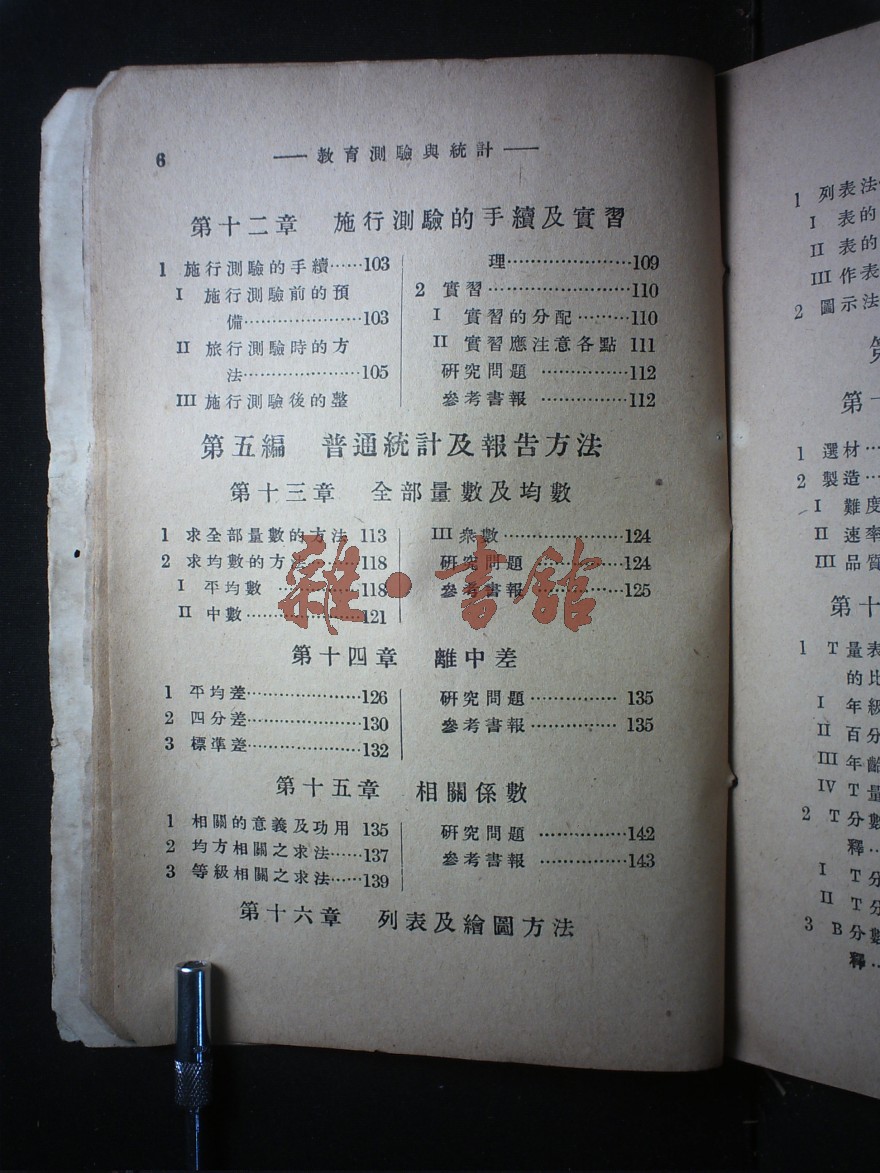 6
── 教育測驗與統計 ──
第十二章 施行測驗的手續及實習
1 施行測驗的手續……103
I 施行測驗前的預
備…………………103
II 旅行測驗時的方
法…………………105
III 施行測驗後的整
理…………………109
2 實習…………………110
I 實習的分配………110
II 實習應注意各點 111
研究問題 ……………112
參考書報 ……………112
第五編 普通統計及報告方法
第十三章 全部量數及均數
1 求全部量數的方法 113
2 求均數的方法………118
I 平均數 ……………118
II 中數…………………121
III 衆數…………………124
研究問題……………124
參考書報……………125
第十四章 離中差
1 平均差…………………126
2 四分差…………………130
3 標準差…………………132
研究問題…………… 135
參考書報…………… 135
第十五章 相關係數
1 相關的意義及功用 135
2 均方相關之求法……137
3 等級相關之求法……139
研究問題 ……………142
參考書報 ……………143
第十六章 列表及繪圖方法
雜·書館
1 列表法
I 表的
II 表的
III 作表
2 圖示法
第
第一
1 選材…
2 製造…
I 難度
II 速率
III 品質
第十
1 T量表
的比
I 年級
II 百分
III 年齡
IV T量
2 T分數
釋…
I T分
II T分
3 B分數
釋…